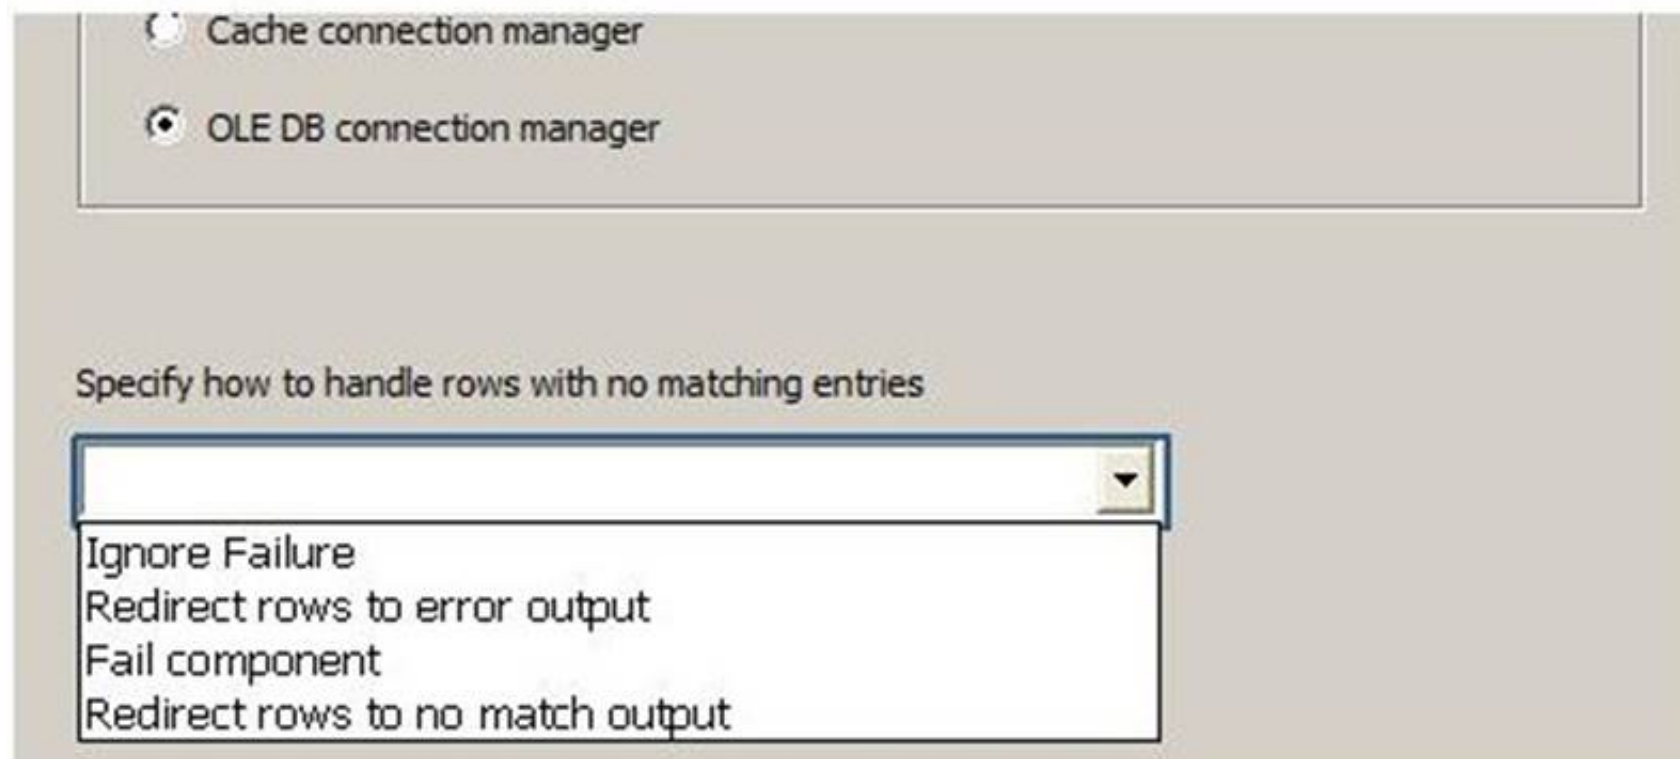 Cache connection manager
OLE DB connection manager
Specify how to handle rows with no matching entries
Ignore Failure
Redirect rows to error output
Fail component
Redirect rows to no match output